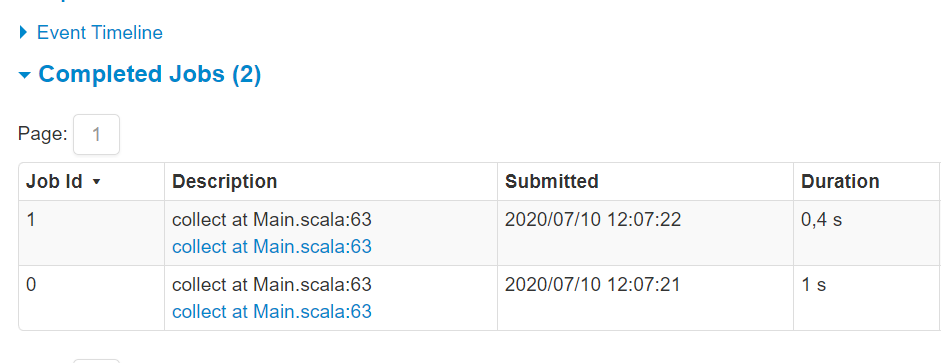 Event Timeline
Completed Jobs (2)
Page: 1
Job Id Description Submitted Duration
1 collect at Main.scala:63 2020/07/10 12:07:22 0,4 s
collect at Main.scala:63
0 collect at Main.scala:63 2020/07/10 12:07:21 1 s
collect at Main.scala:63